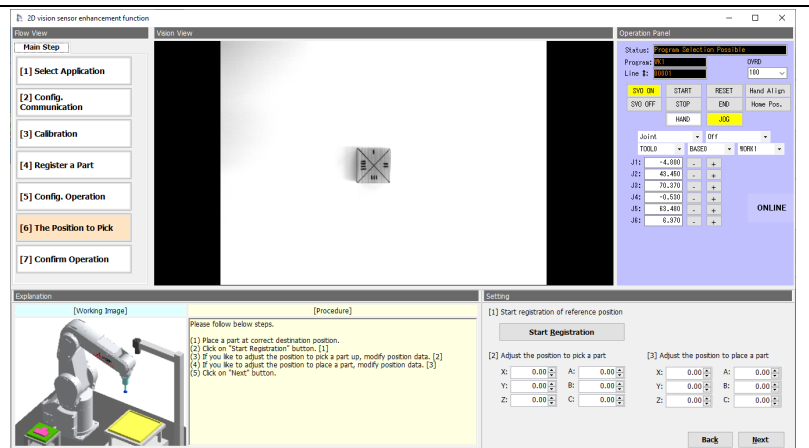 2D vision sensor enhancement function
Flow View
Main Step
[1] Select Application
[2] Config.
Communication
[3] Calibration
[4] Register a Part
[5] Config. Operation
[6] The Position to Pick
[7] Confirm Operation
Vision View
Operation Panel
Status: Program Selection Possible
Program: WK1 OVRD
Line #: 00001 100
SVO ON START RESET Hand Align
SVO OFF STOP END Home Pos.
HAND JOG
Joint Off
TOOL0 BASE0 WORK1
J1: -4.880 - +
J2: 43.450 - +
J3: 70.370 - +
J4: -0.530 - +
J5: 63.480 - +
J6: 6.970 - +
ONLINE
Explanation
[Working Image]
[Procedure]
Please follow below steps.
(1) Place a part at correct destination position.
(2) Click on "Start Registration" button. [1]
(3) If you like to adjust the position to pick a part up, modify position data. [2]
(4) If you like to adjust the position to place a part, modify position data. [3]
(5) Click on "Next" button.
Setting
[1] Start registration of reference position
Start Registration
[2] Adjust the position to pick a part
X: 0.00 A: 0.00
Y: 0.00 B: 0.00
Z: 0.00 C: 0.00
[3] Adjust the position to place a part
X: 0.00 A: 0.00
Y: 0.00 B: 0.00
Z: 0.00 C: 0.00
Back Next